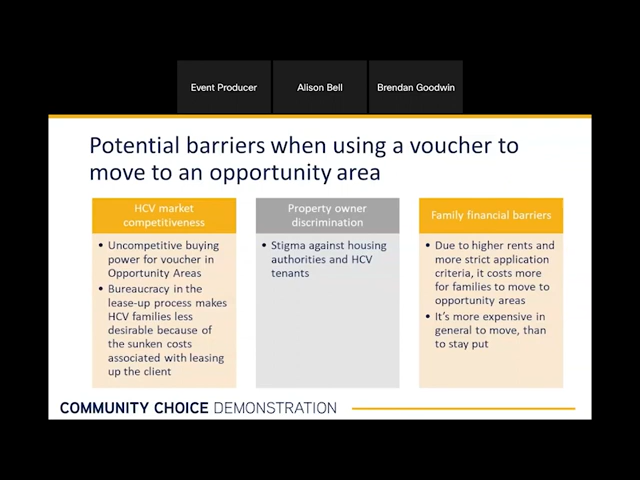 Event Producer
Alison Bell
Brendan Goodwin
Potential barriers when using a voucher to
move to an opportunity area
HCV market
competitiveness
• Uncompetitive buying
power for voucher in
Opportunity Areas
• Bureaucracy in the
lease-up process makes
HCV families less
desirable because of
the sunken costs
associated with leasing
up the client
Property owner
discrimination
• Stigma against housing
authorities and HCV
tenants
Family financial barriers
• Due to higher rents and
more strict application
criteria, it costs more
for families to move to
opportunity areas
• It's more expensive in
general to move, than
to stay put
COMMUNITY CHOICE DEMONSTRATION